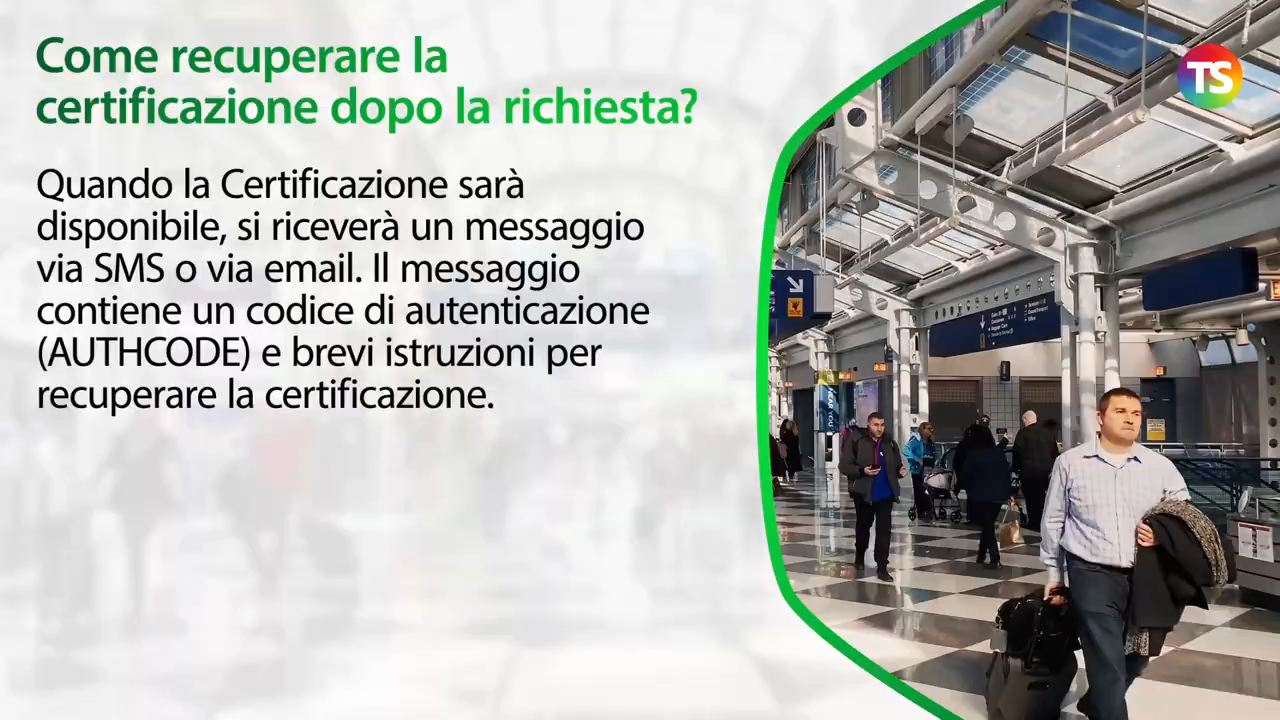 Come recuperare la
certificazione dopo la richiesta?
TS
Quando la Certificazione sarà
disponibile, si riceverà un messaggio
via SMS o via email. Il messaggio
contiene un codice di autenticazione
(AUTHCODE) e brevi istruzioni per
recuperare la certificazione.